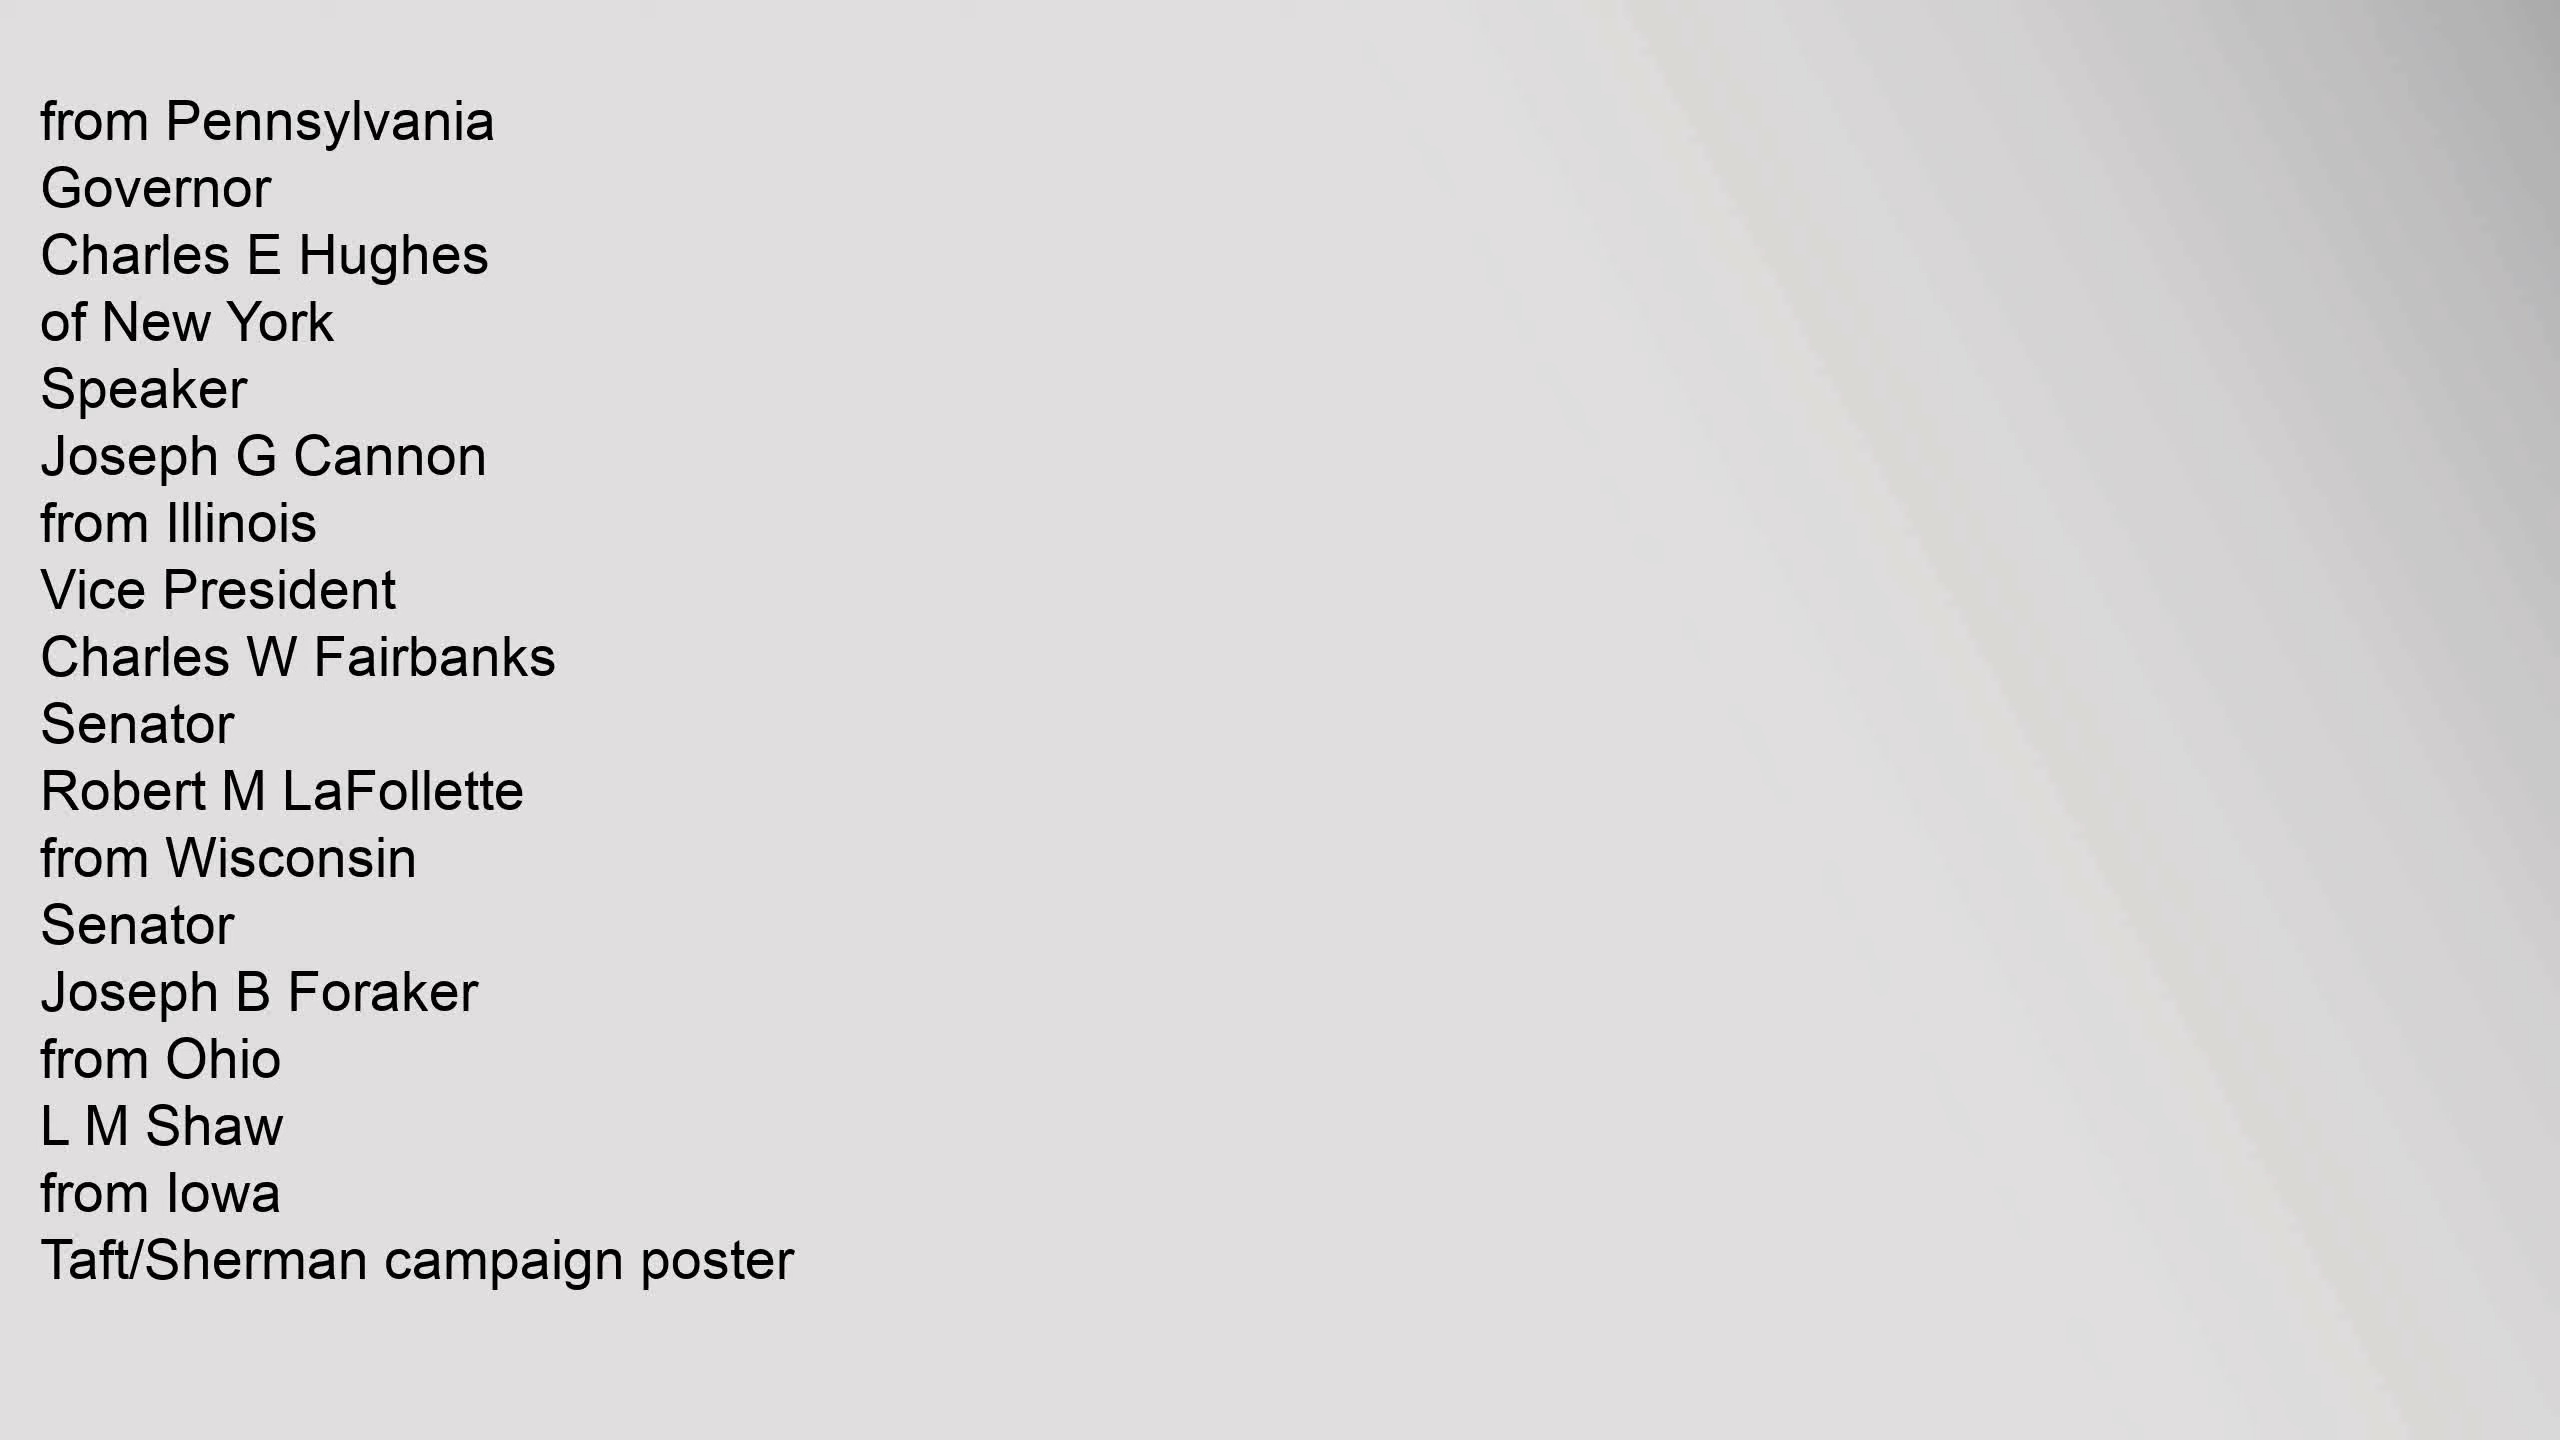 from Pennsylvania
Governor
Charles E Hughes
of New York
Speaker
Joseph G Cannon
from Illinois
Vice President
Charles W Fairbanks
Senator
Robert M LaFollette
from Wisconsin
Senator
Joseph B Foraker
from Ohio
L M Shaw
from Iowa
Taft/Sherman campaign poster